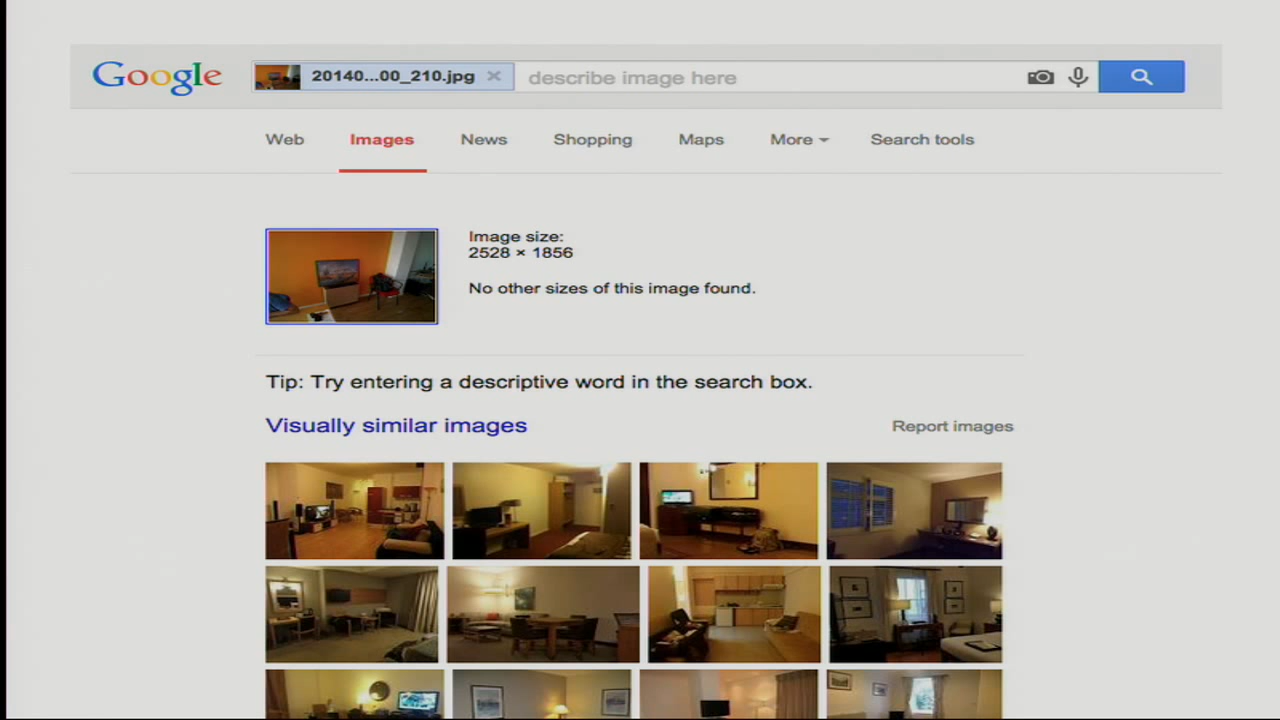 Google 20140...00_210.jpg × describe image here
Web Images News Shopping Maps More Search tools
Image size:
2528 × 1856
No other sizes of this image found.
Tip: Try entering a descriptive word in the search box.
Visually similar images Report images